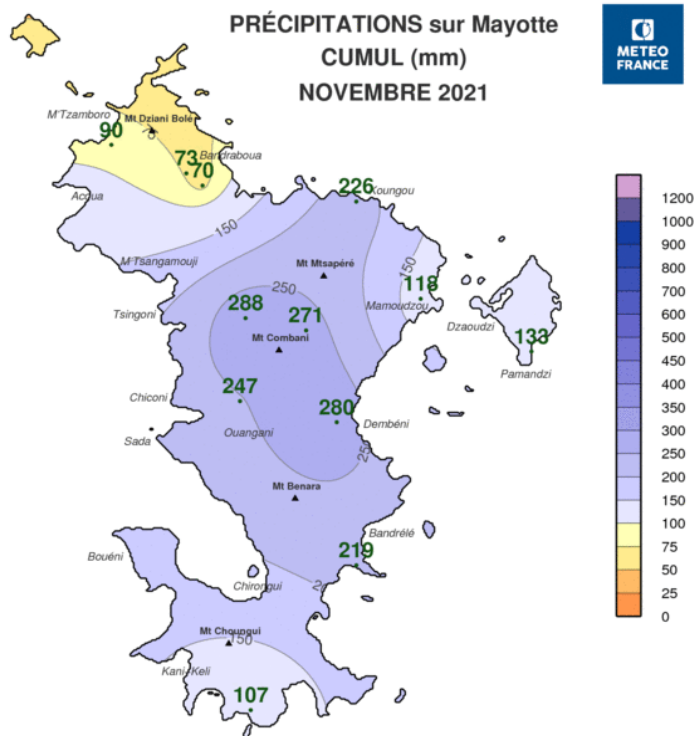 PRÉCIPITATIONS sur Mayotte
CUMUL (mm)
NOVEMBRE 2021
METEO
FRANCE
M'Tzamboro
Mt Dziani Bolé
90
73
Bandraboua
70
Acoua
226
Koungou
150
M'Tsangamouji
Mt Mtsapéré
150
118
250
288
271
Mamoudzou
Tsingoni
Dzaoudzi
133
Mt Combani
Pamandzi
247
Chiconi
280
Dembéni
Ouangani
Sada
250
Mt Benara
Bandrélé
219
Bouéni
Chirongui
Mt Choungui
150
Kani-Kéli
107
1200
1000
900
800
700
600
500
450
400
350
300
250
200
150
100
75
50
25
0